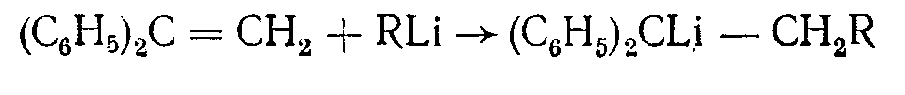 (C₆H₅)₂C = CH₂ + RLi → (C₆H₅)₂CLi — CH₂R